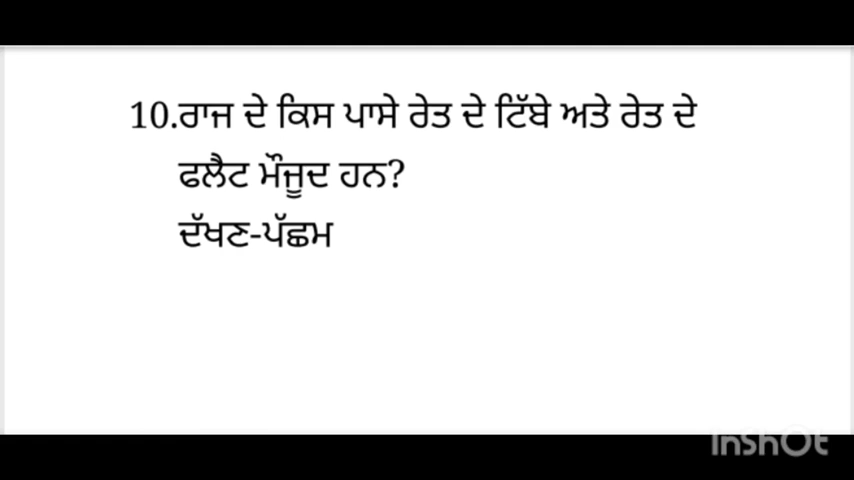 10.ਰਾਜ ਦੇ ਕਿਸ ਪਾਸੇ ਰੇਤ ਦੇ ਟਿੱਬੇ ਅਤੇ ਰੇਤ ਦੇ
ਫਲੈਟ ਮੌਜੂਦ ਹਨ?
ਦੱਖਣ-ਪੱਛਮ
InShOt